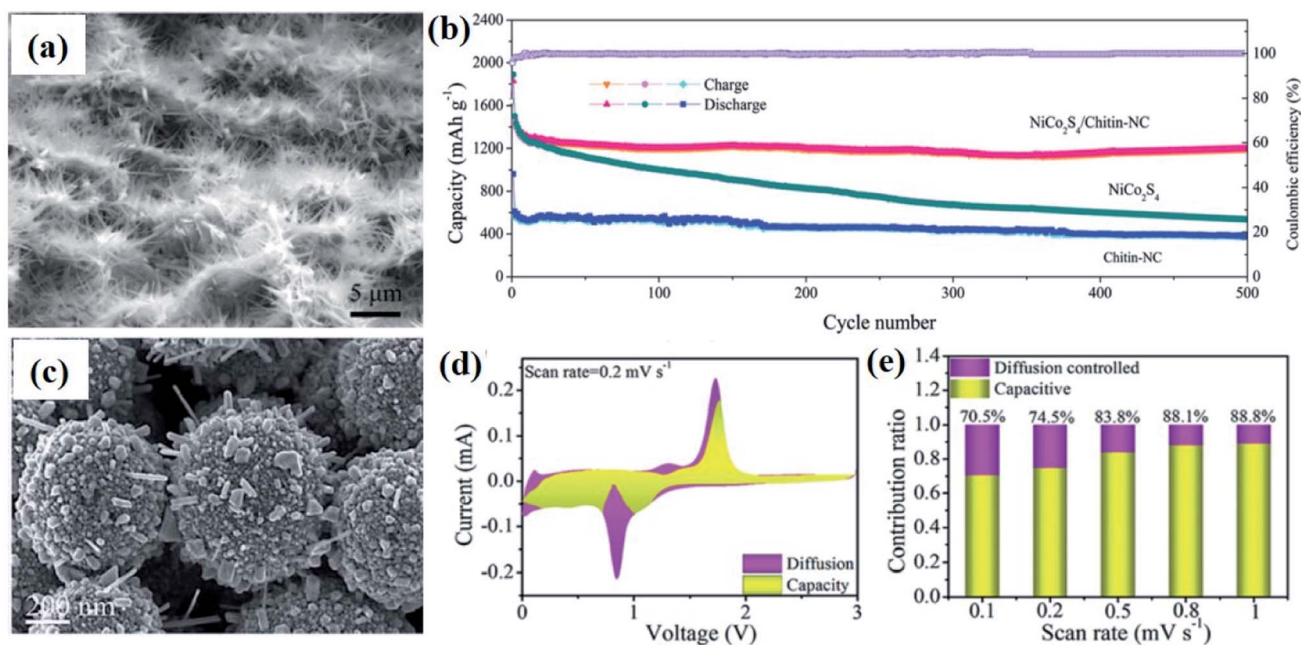 (a)
5 μm
(b)
2400
2000
1600
1200
800
400
0
Capacity (mAh g⁻¹)
Charge
Discharge
NiCo₂S₄/Chitin-NC
NiCo₂S₄
Chitin-NC
100
80
60
40
20
0
Coulombic efficiency (%)
0 100 200 300 400 500
Cycle number
(c)
200 nm
(d)
Scan rate=0.2 mV s⁻¹
0.2
0.1
0.0
-0.1
-0.2
Current (mA)
Diffusion
Capacity
0 1 2 3
Voltage (V)
(e)
1.4
1.2
1.0
0.8
0.6
0.4
0.2
0.0
Contribution ratio
Diffusion controlled
Capacitive
70.5% 74.5% 83.8% 88.1% 88.8%
0.1 0.2 0.5 0.8 1
Scan rate (mV s⁻¹)